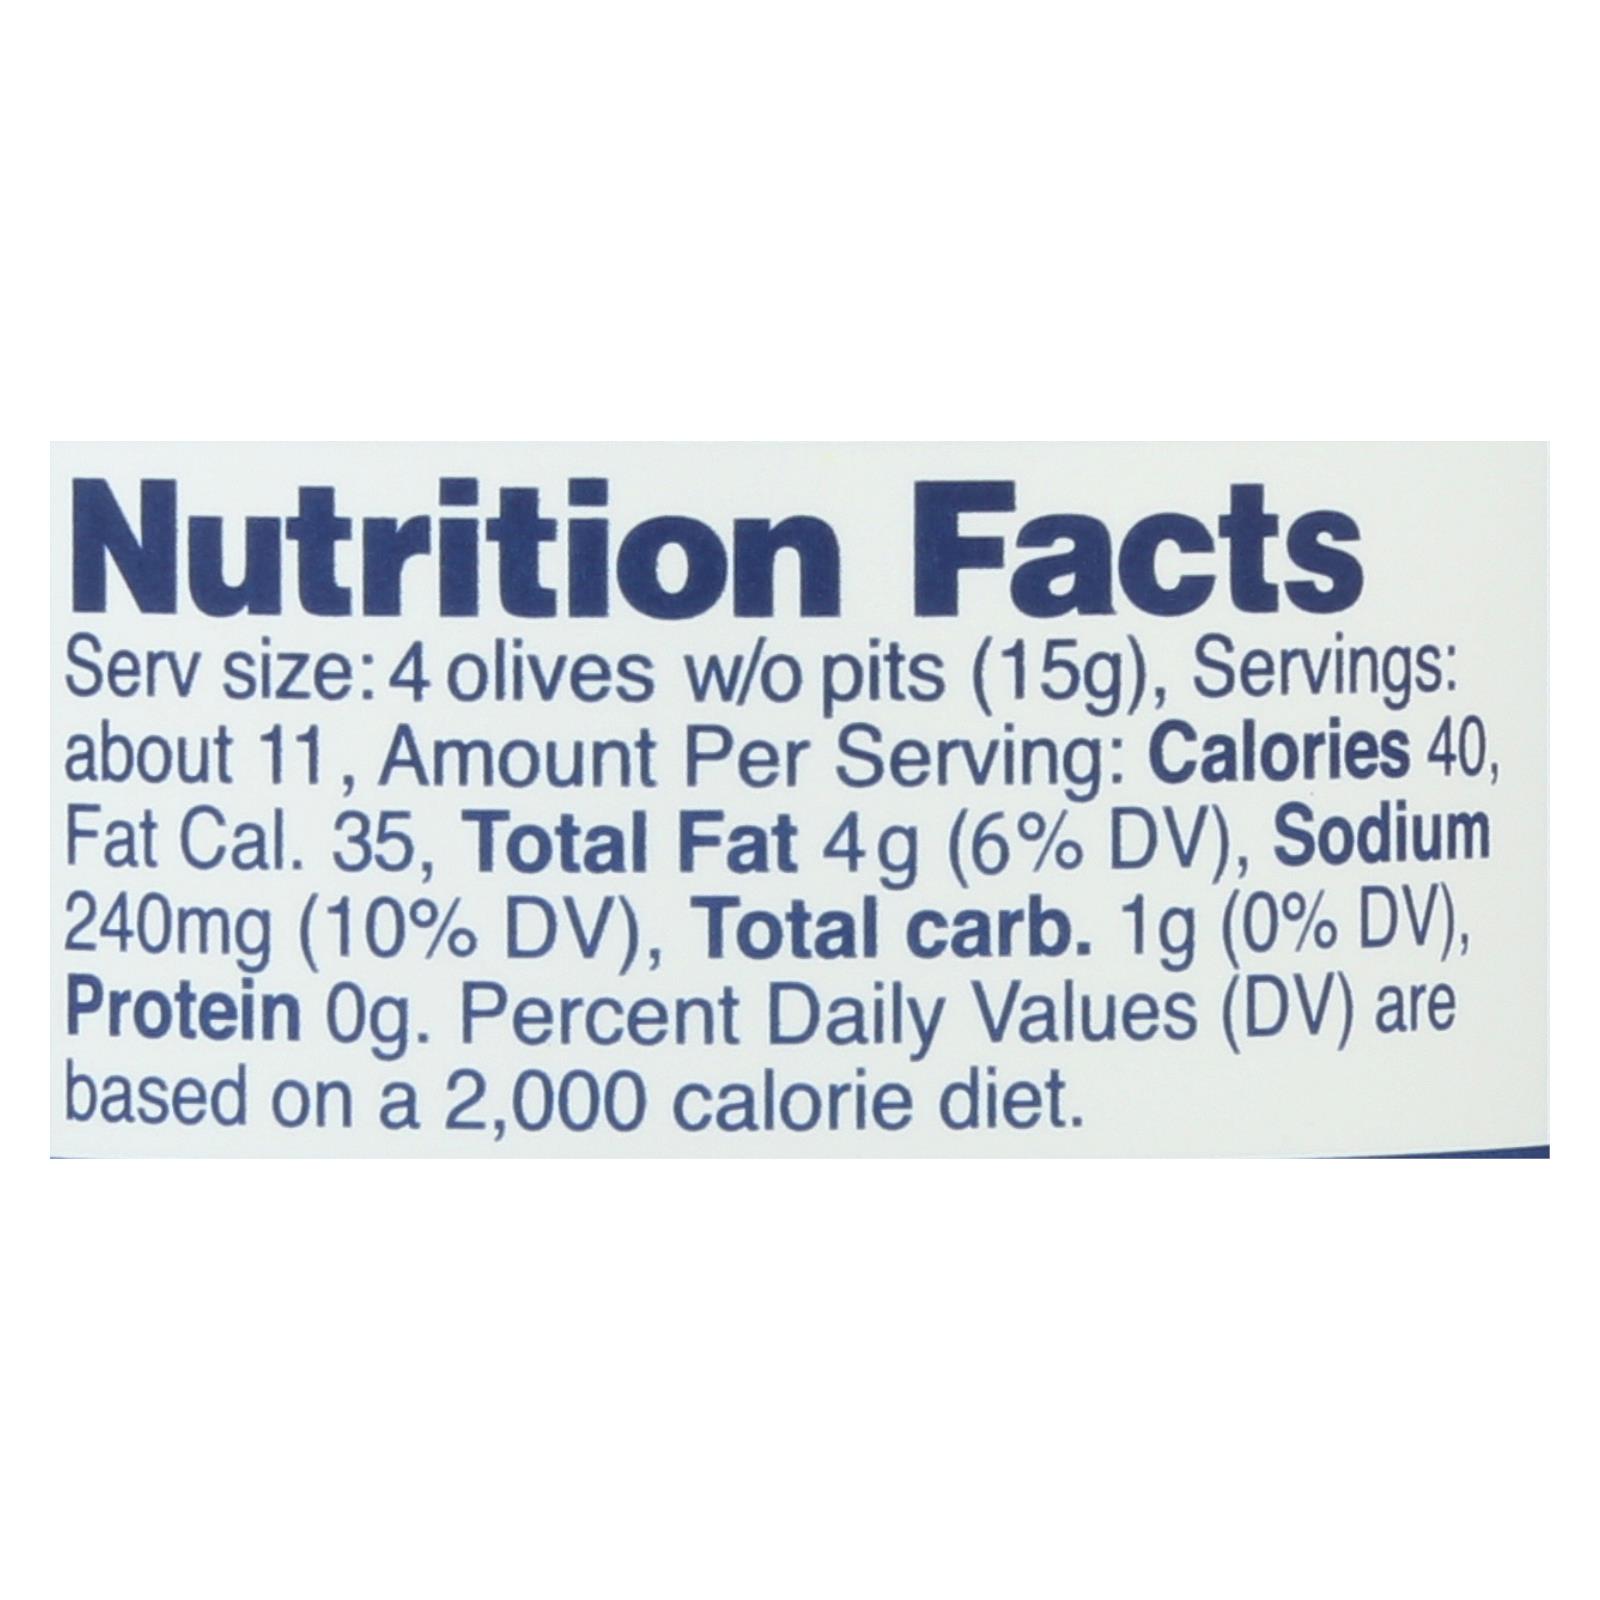 Nutrition Facts
Serv size: 4 olives w/o pits (15g), Servings:
about 11, Amount Per Serving: Calories 40,
Fat Cal. 35, Total Fat 4g (6% DV), Sodium
240mg (10% DV), Total carb. 1g (0% DV),
Protein 0g. Percent Daily Values (DV) are
based on a 2,000 calorie diet.